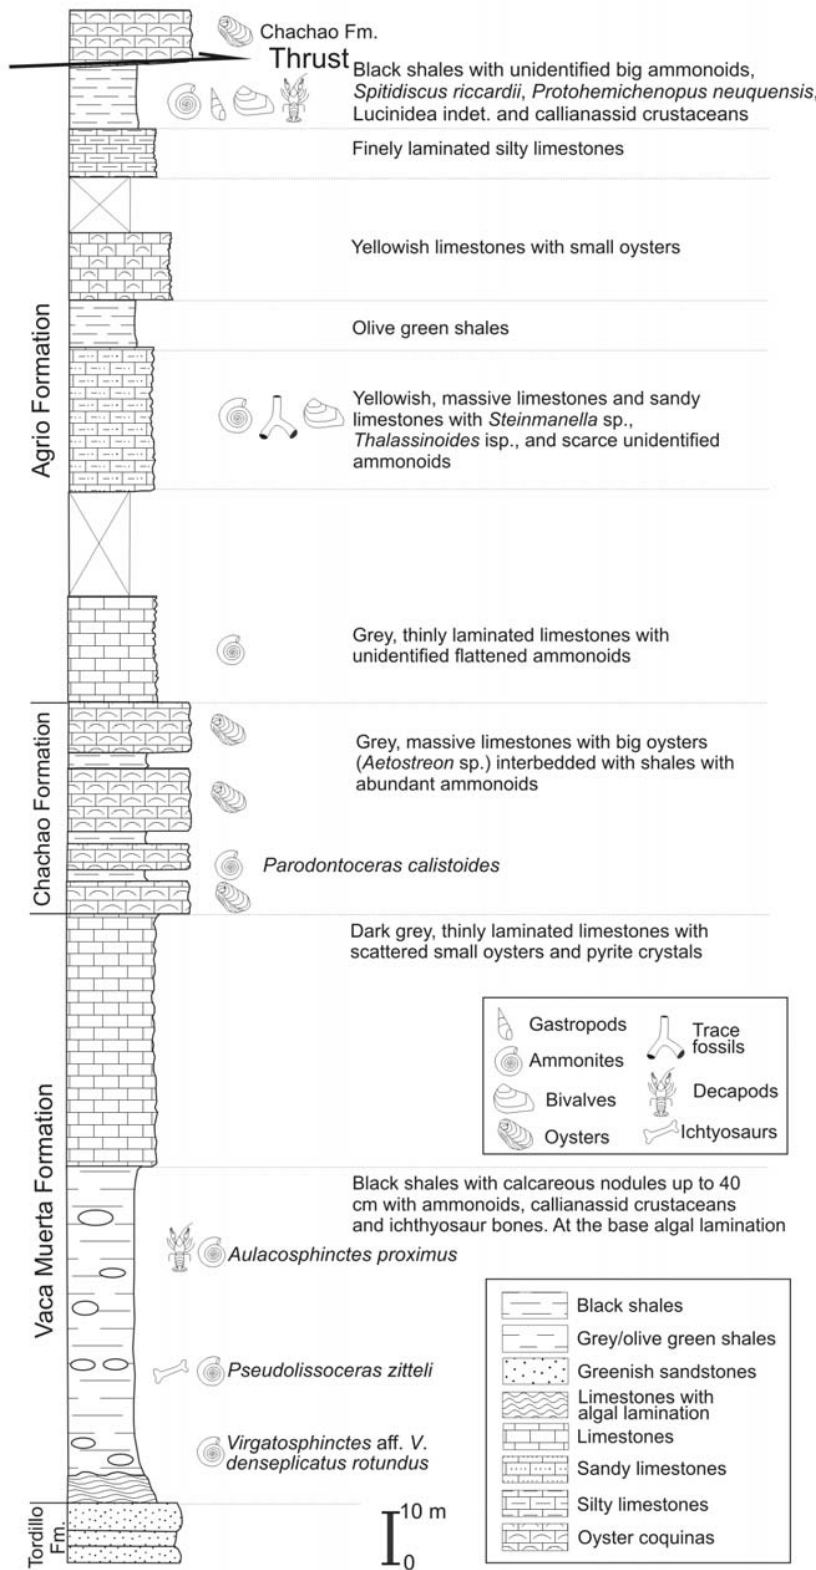 Chachao Fm.
Thrust
Black shales with unidentified big ammonoids,
Spitidiscus riccardii, Protohemichenopus neuquensis,
Lucinidea indet. and callianassid crustaceans
Finely laminated silty limestones
Yellowish limestones with small oysters
Olive green shales
Agrio Formation
Yellowish, massive limestones and sandy
limestones with Steinmanella sp.,
Thalassinoides isp., and scarce unidentified
ammonoids
Grey, thinly laminated limestones with
unidentified flattened ammonoids
Chachao Formation
Grey, massive limestones with big oysters
(Aetostreon sp.) interbedded with shales with
abundant ammonoids
Parodontoceras calistoides
Dark grey, thinly laminated limestones with
scattered small oysters and pyrite crystals
Gastropods
Ammonites
Bivalves
Oysters
Trace
fossils
Decapods
Ichtyosaurs
Vaca Muerta Formation
Black shales with calcareous nodules up to 40
cm with ammonoids, callianassid crustaceans
and ichthyosaur bones. At the base algal lamination
Aulacosphinctes proximus
Pseudolissoceras zitteli
Virgatosphinctes aff. V.
denseplicatus rotundus
Black shales
Grey/olive green shales
Greenish sandstones
Limestones with
algal lamination
Limestones
Sandy limestones
Silty limestones
Oyster coquinas
Tordillo
Fm.
10 m
0